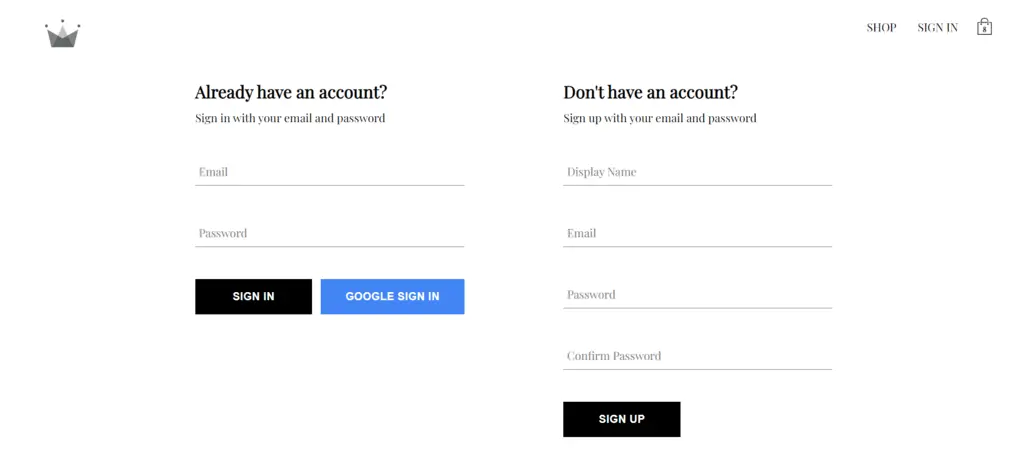 SHOP SIGN IN 8
Already have an account?
Sign in with your email and password
Email
Password
SIGN IN GOOGLE SIGN IN
Don't have an account?
Sign up with your email and password
Display Name
Email
Password
Confirm Password
SIGN UP